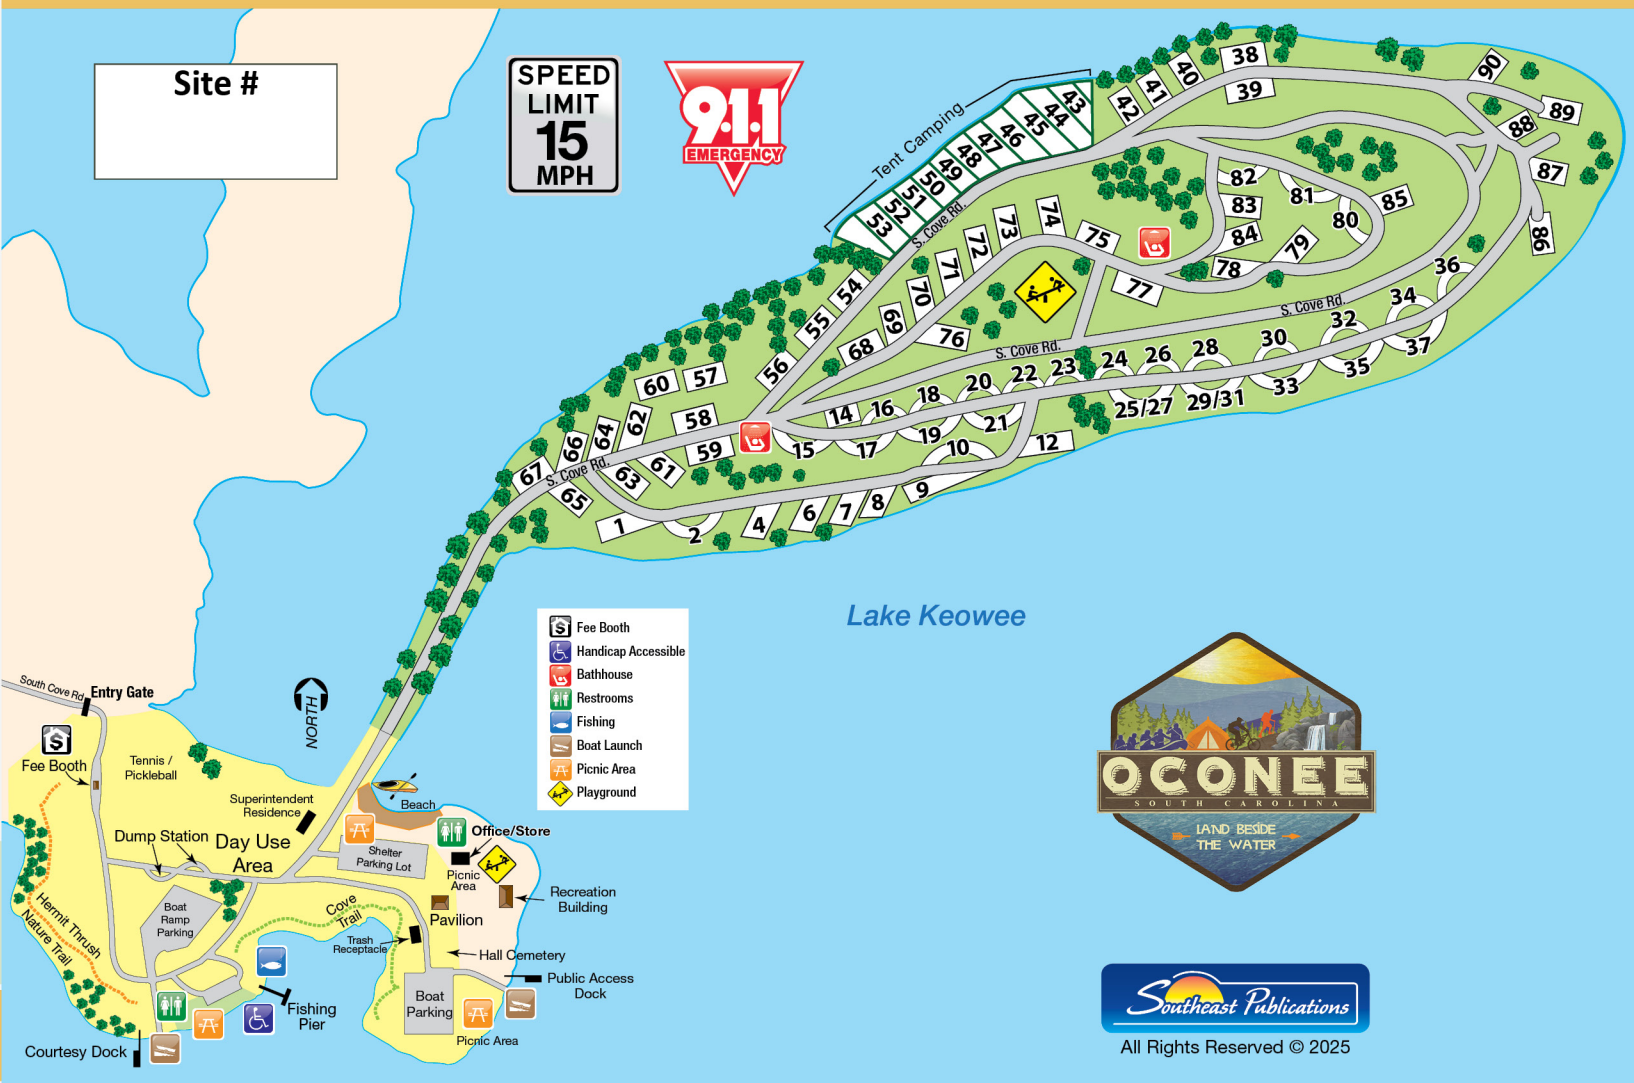 Site #
SPEED
LIMIT
15
MPH
9.1.1
EMERGENCY
Tent Camping
43
44
45
46
47
48
49
50
51
52
53
S. Cove Rd.
42
41
40
38
39
90
89
88
87
86
82
81
83
80
85
84
79
78
77
75
74
73
72
71
70
69
68
76
54
55
56
57
60
58
59
62
64
66
67
65
63
61
S. Cove Rd.
S. Cove Rd.
S. Cove Rd.
36
34
32
30
28
26
24
23
22
20
18
16
14
15
17
19
21
25/27
29/31
33
35
37
12
10
9
8
7
6
4
2
1
Lake Keowee
Fee Booth
Handicap Accessible
Bathhouse
Restrooms
Fishing
Boat Launch
Picnic Area
Playground
NORTH
South Cove Rd
Entry Gate
Fee Booth
Tennis /
Pickleball
Superintendent
Residence
Dump Station
Day Use
Area
Beach
Shelter
Parking Lot
Office/Store
Picnic
Area
Recreation
Building
Pavilion
Cove
Trail
Trash
Receptacle
Hall Cemetery
Public Access
Dock
Boat
Ramp
Parking
Hermit Thrush
Nature Trail
Fishing
Pier
Boat
Parking
Picnic Area
Courtesy Dock
OCONEE
SOUTH CAROLINA
LAND BESIDE
THE WATER
Southeast Publications
All Rights Reserved © 2025